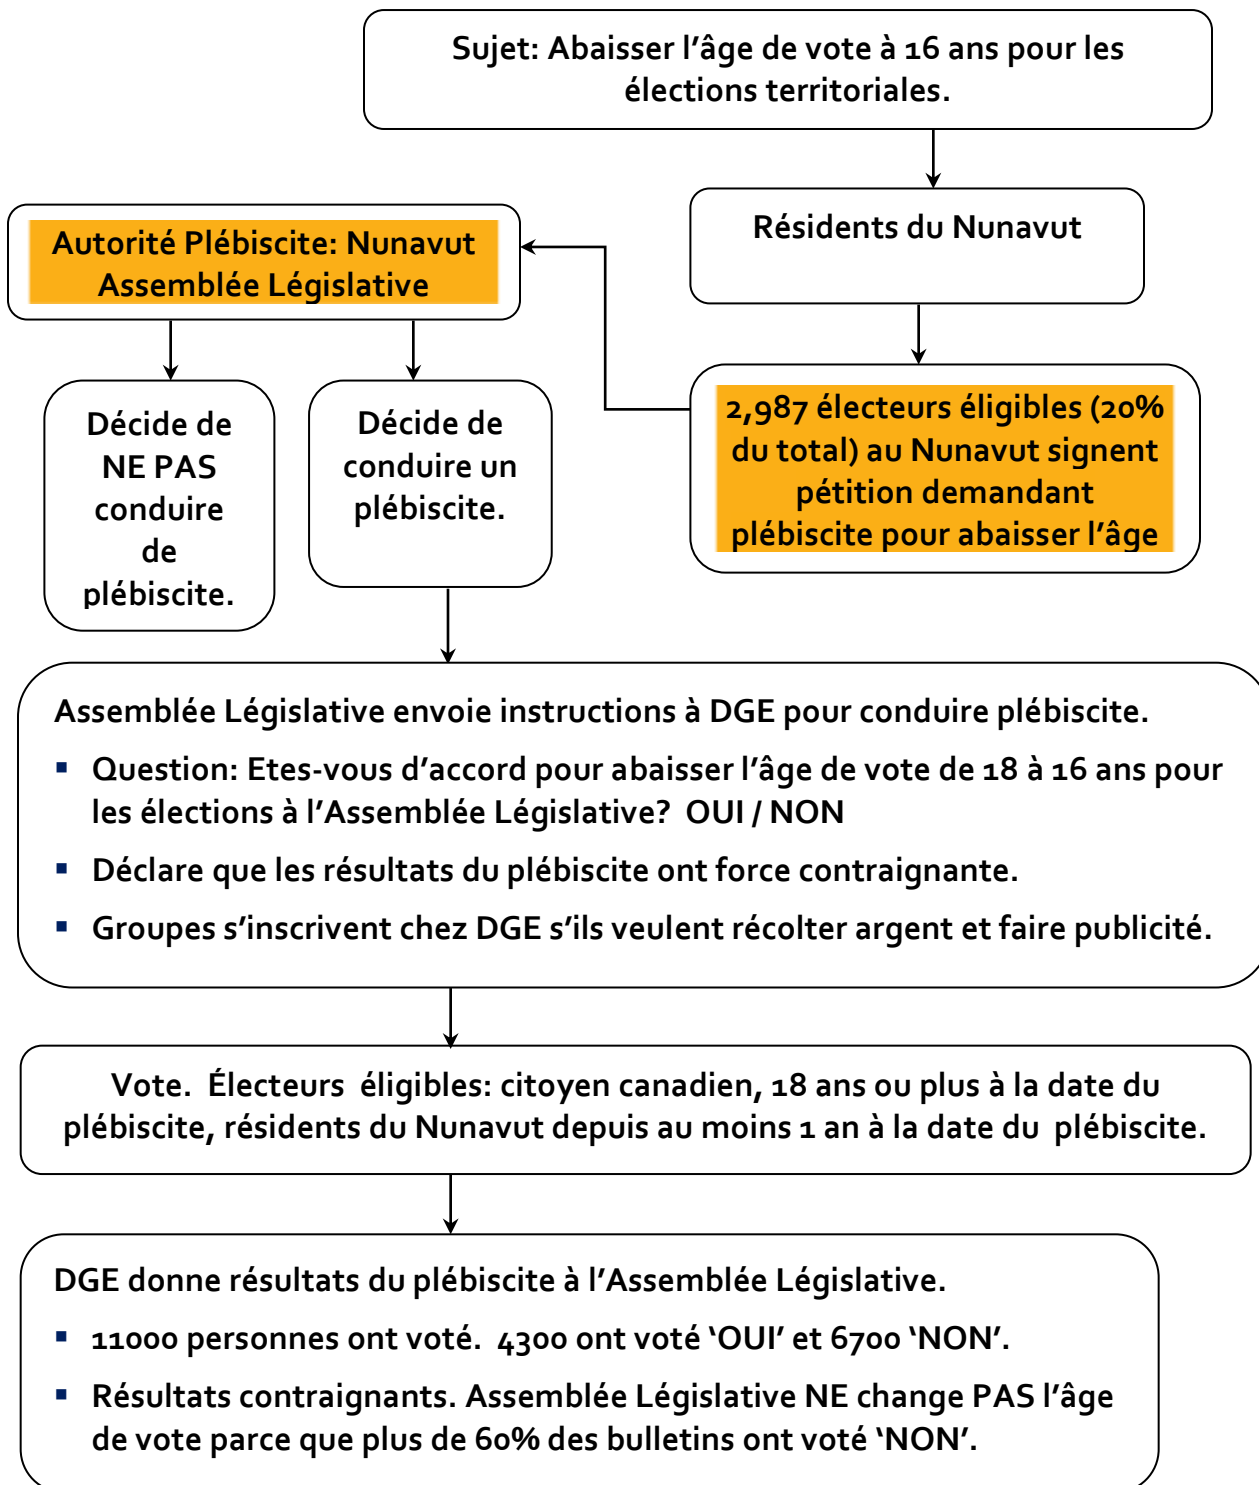 Sujet: Abaisser l’âge de vote à 16 ans pour les
élections territoriales.
Résidents du Nunavut
Autorité Plébiscite: Nunavut
Assemblée Législative
2,987 électeurs éligibles (20%
du total) au Nunavut signent
pétition demandant
plébiscite pour abaisser l’âge
Décide de
NE PAS
conduire
de
plébiscite.
Décide de
conduire un
plébiscite.
Assemblée Législative envoie instructions à DGE pour conduire plébiscite.
▪ Question: Etes-vous d’accord pour abaisser l’âge de vote de 18 à 16 ans pour
les élections à l’Assemblée Législative?  OUI / NON
▪ Déclare que les résultats du plébiscite ont force contraignante.
▪ Groupes s’inscrivent chez DGE s’ils veulent récolter argent et faire publicité.
Vote.  Électeurs  éligibles: citoyen canadien, 18 ans ou plus à la date du
plébiscite, résidents du Nunavut depuis au moins 1 an à la date du  plébiscite.
DGE donne résultats du plébiscite à l’Assemblée Législative.
▪ 11000 personnes ont voté.  4300 ont voté ‘OUI’ et 6700 ‘NON’.
▪ Résultats contraignants. Assemblée Législative NE change PAS l’âge
de vote parce que plus de 60% des bulletins ont voté ‘NON’.